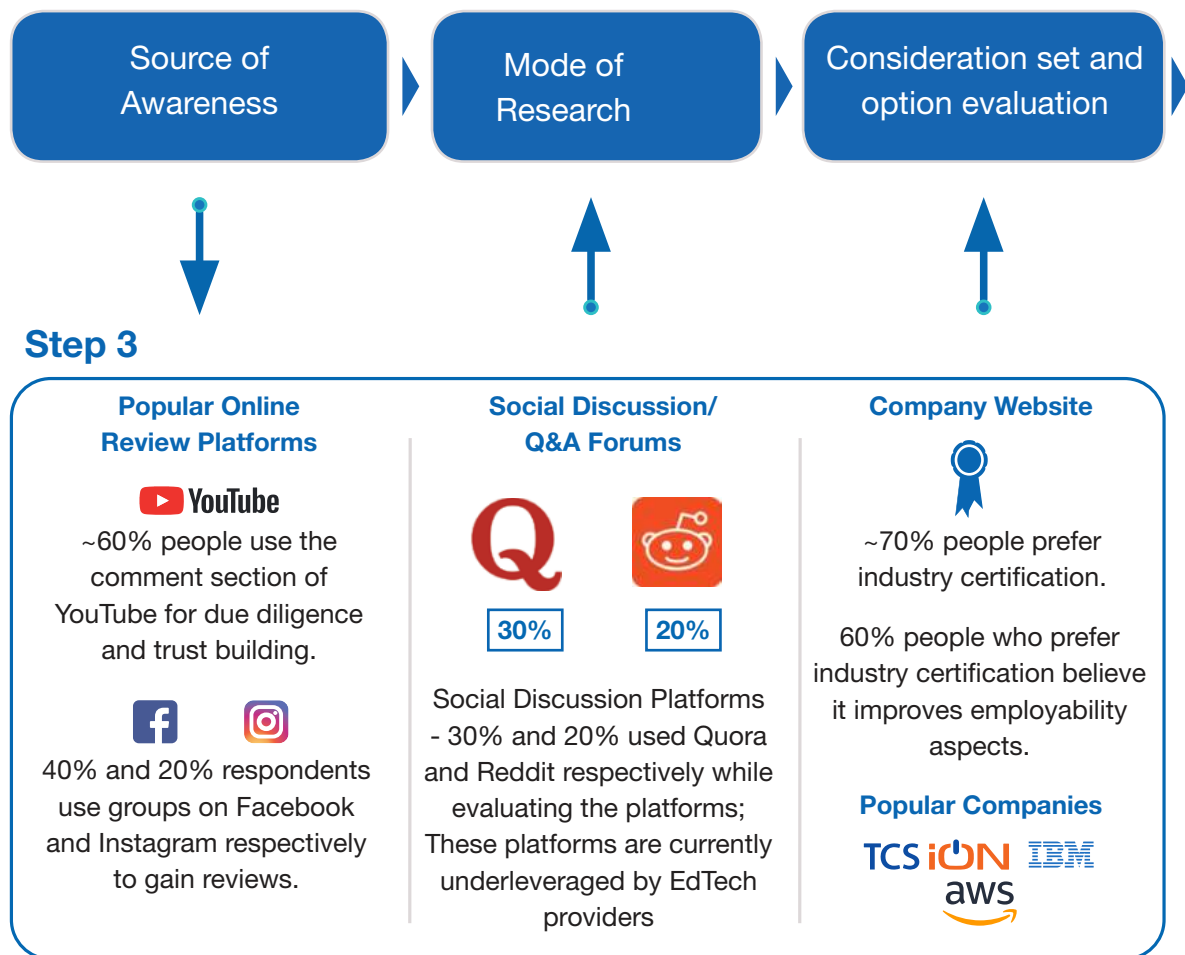 Source of
Awareness
Mode of
Research
Consideration set and
option evaluation
Step 3
Popular Online
Review Platforms
YouTube
~60% people use the
comment section of
YouTube for due diligence
and trust building.
40% and 20% respondents
use groups on Facebook
and Instagram respectively
to gain reviews.
Social Discussion/
Q&A Forums
30%
20%
Social Discussion Platforms
- 30% and 20% used Quora
and Reddit respectively while
evaluating the platforms;
These platforms are currently
underleveraged by EdTech
providers
Company Website
~70% people prefer
industry certification.
60% people who prefer
industry certification believe
it improves employability
aspects.
Popular Companies
TCS iON IBM
aws